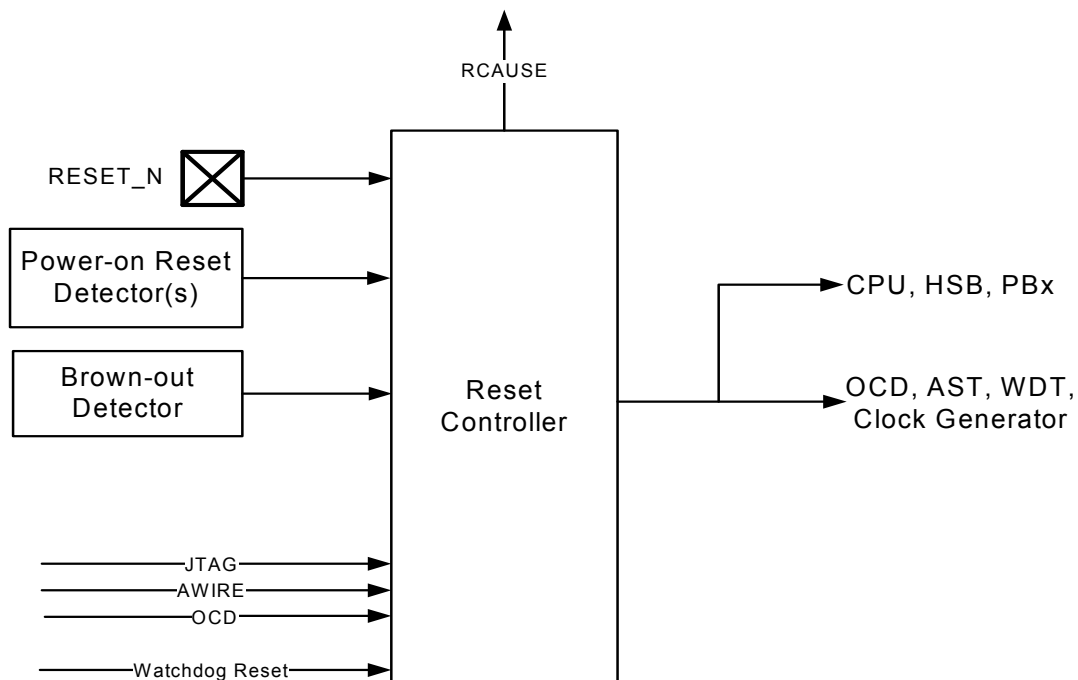 RCAUSE
RESET_N
Power-on Reset
Detector(s)
Brown-out
Detector
Reset
Controller
CPU, HSB, PBx
OCD, AST, WDT,
Clock Generator
JTAG
AWIRE
OCD
Watchdog Reset